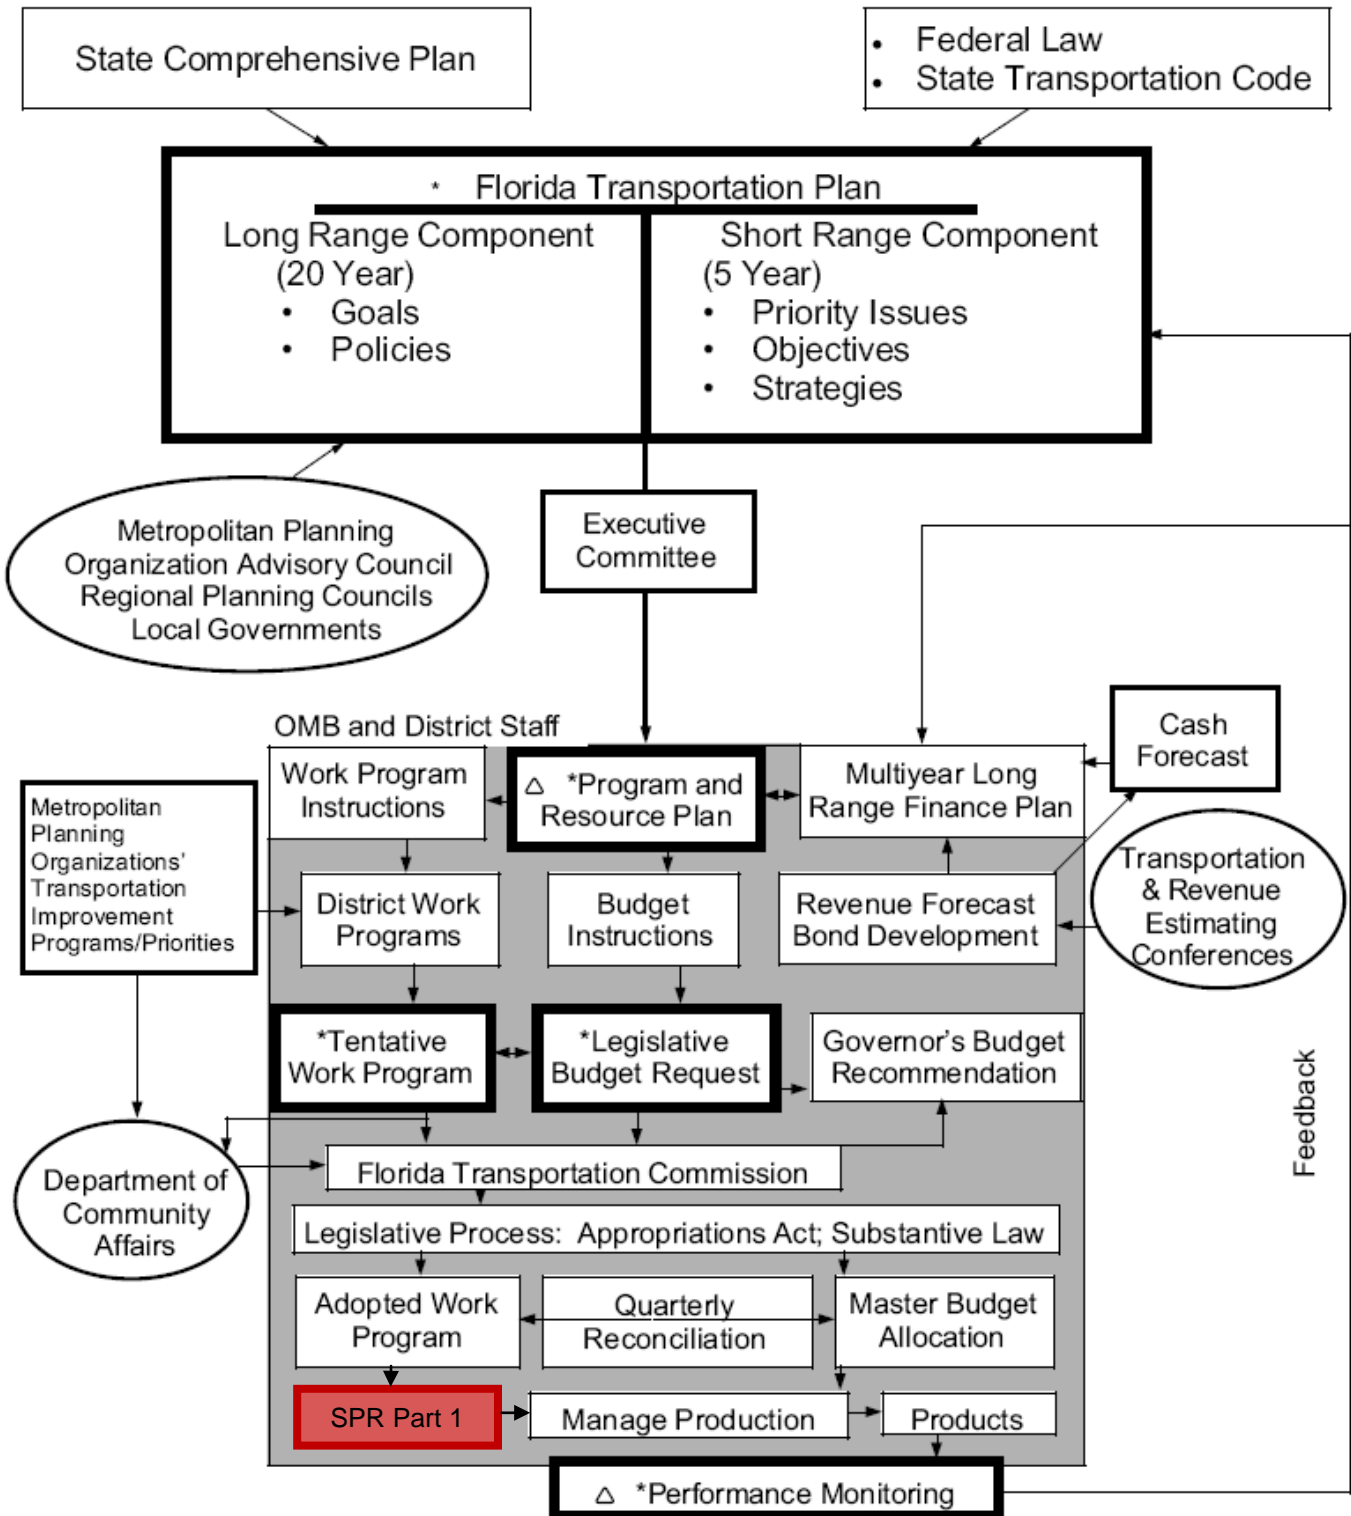 State Comprehensive Plan
• Federal Law
• State Transportation Code
* Florida Transportation Plan
Long Range Component
(20 Year)
• Goals
• Policies
Short Range Component
(5 Year)
• Priority Issues
• Objectives
• Strategies
Metropolitan Planning
Organization Advisory Council
Regional Planning Councils
Local Governments
Executive
Committee
OMB and District Staff
Work Program
Instructions
△ *Program and
Resource Plan
Multiyear Long
Range Finance Plan
Cash
Forecast
Metropolitan
Planning
Organizations'
Transportation
Improvement
Programs/Priorities
District Work
Programs
Budget
Instructions
Revenue Forecast
Bond Development
Transportation
& Revenue
Estimating
Conferences
*Tentative
Work Program
*Legislative
Budget Request
Governor's Budget
Recommendation
Feedback
Department of
Community
Affairs
Florida Transportation Commission
Legislative Process: Appropriations Act; Substantive Law
Adopted Work
Program
Quarterly
Reconciliation
Master Budget
Allocation
SPR Part 1
Manage Production
Products
△ *Performance Monitoring